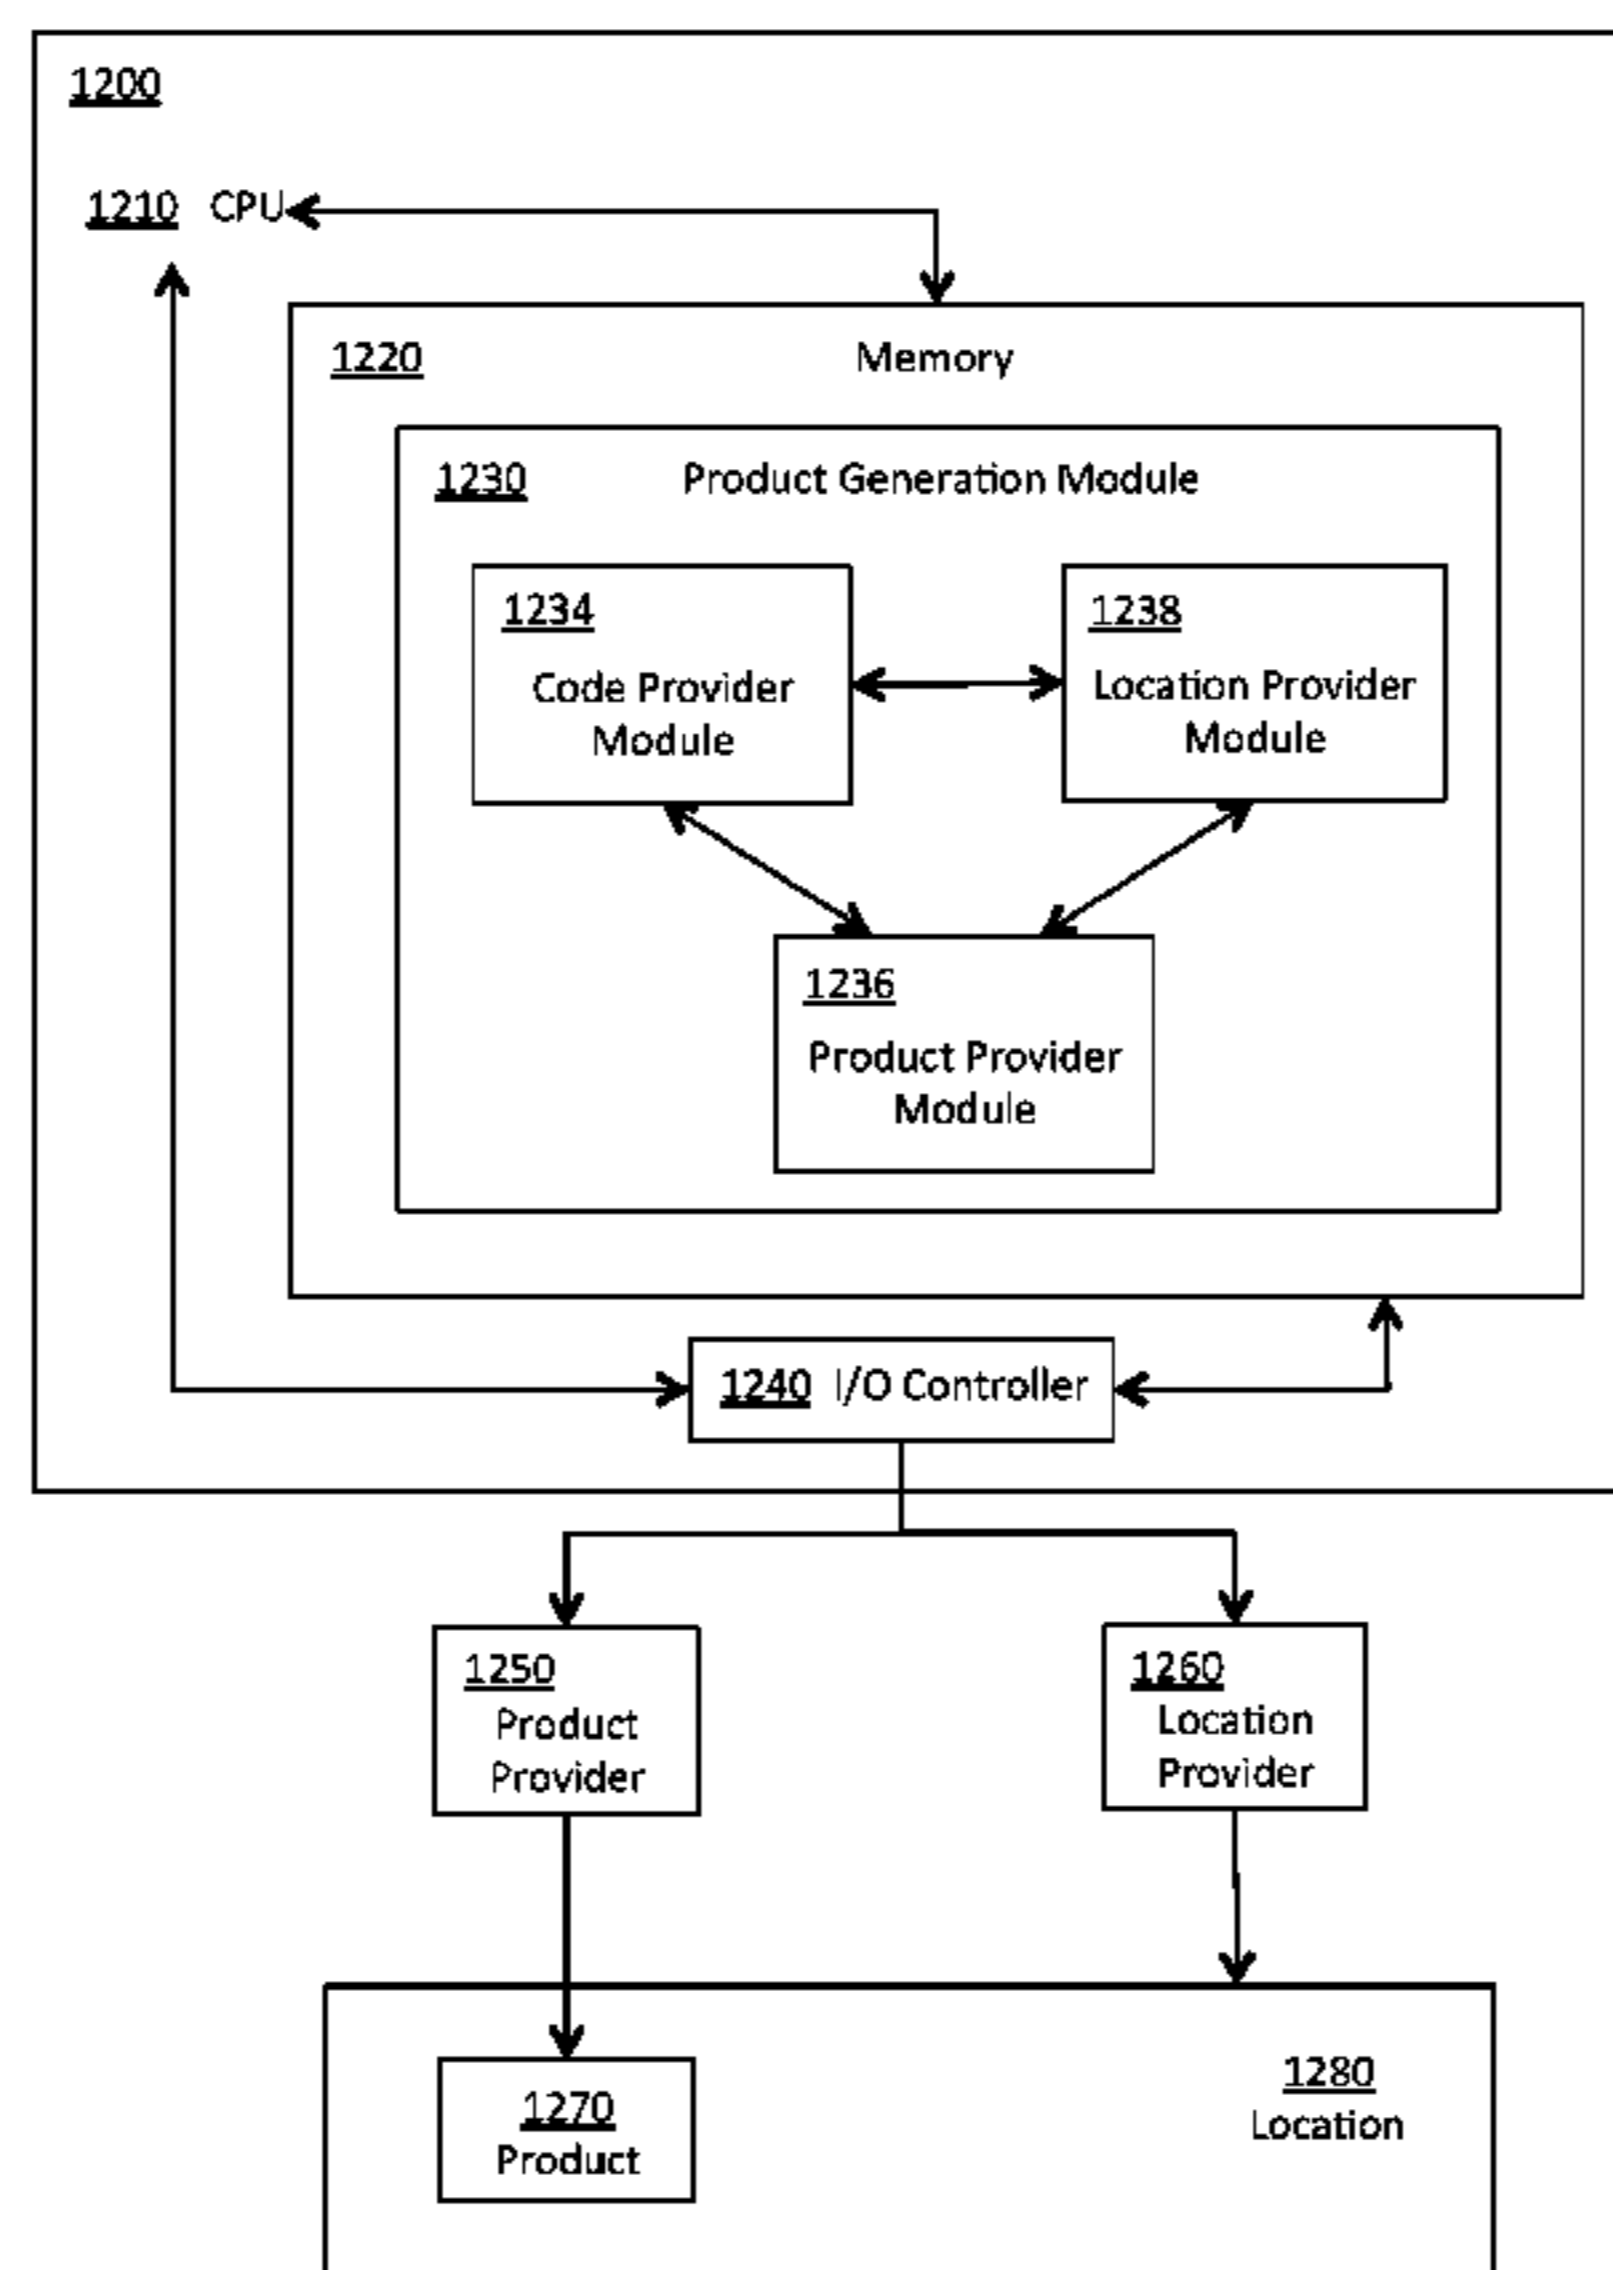 1200
1210 CPU
1220 Memory
1230 Product Generation Module
1234
Code Provider
Module
1238
Location Provider
Module
1236
Product Provider
Module
1240 I/O Controller
1250
Product
Provider
1260
Location
Provider
1270
Product
1280
Location